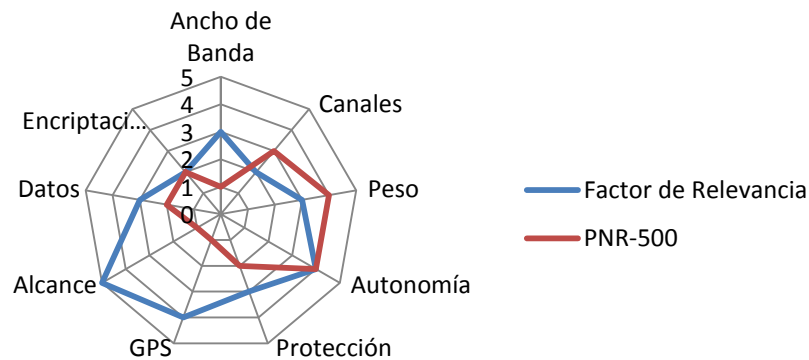 Ancho de
Banda
5
4
3
2
1
0
Canales
Peso
Autonomía
Protección
GPS
Alcance
Datos
Encriptaci...
Factor de Relevancia
PNR-500